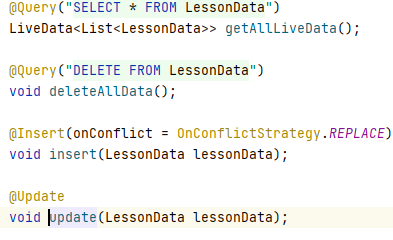 @Query("SELECT * FROM LessonData")
LiveData<List<LessonData>> getAllLiveData();
@Query("DELETE FROM LessonData")
void deleteAllData();
@Insert(onConflict = OnConflictStrategy.REPLACE)
void insert(LessonData lessonData);
@Update
void update(LessonData lessonData);